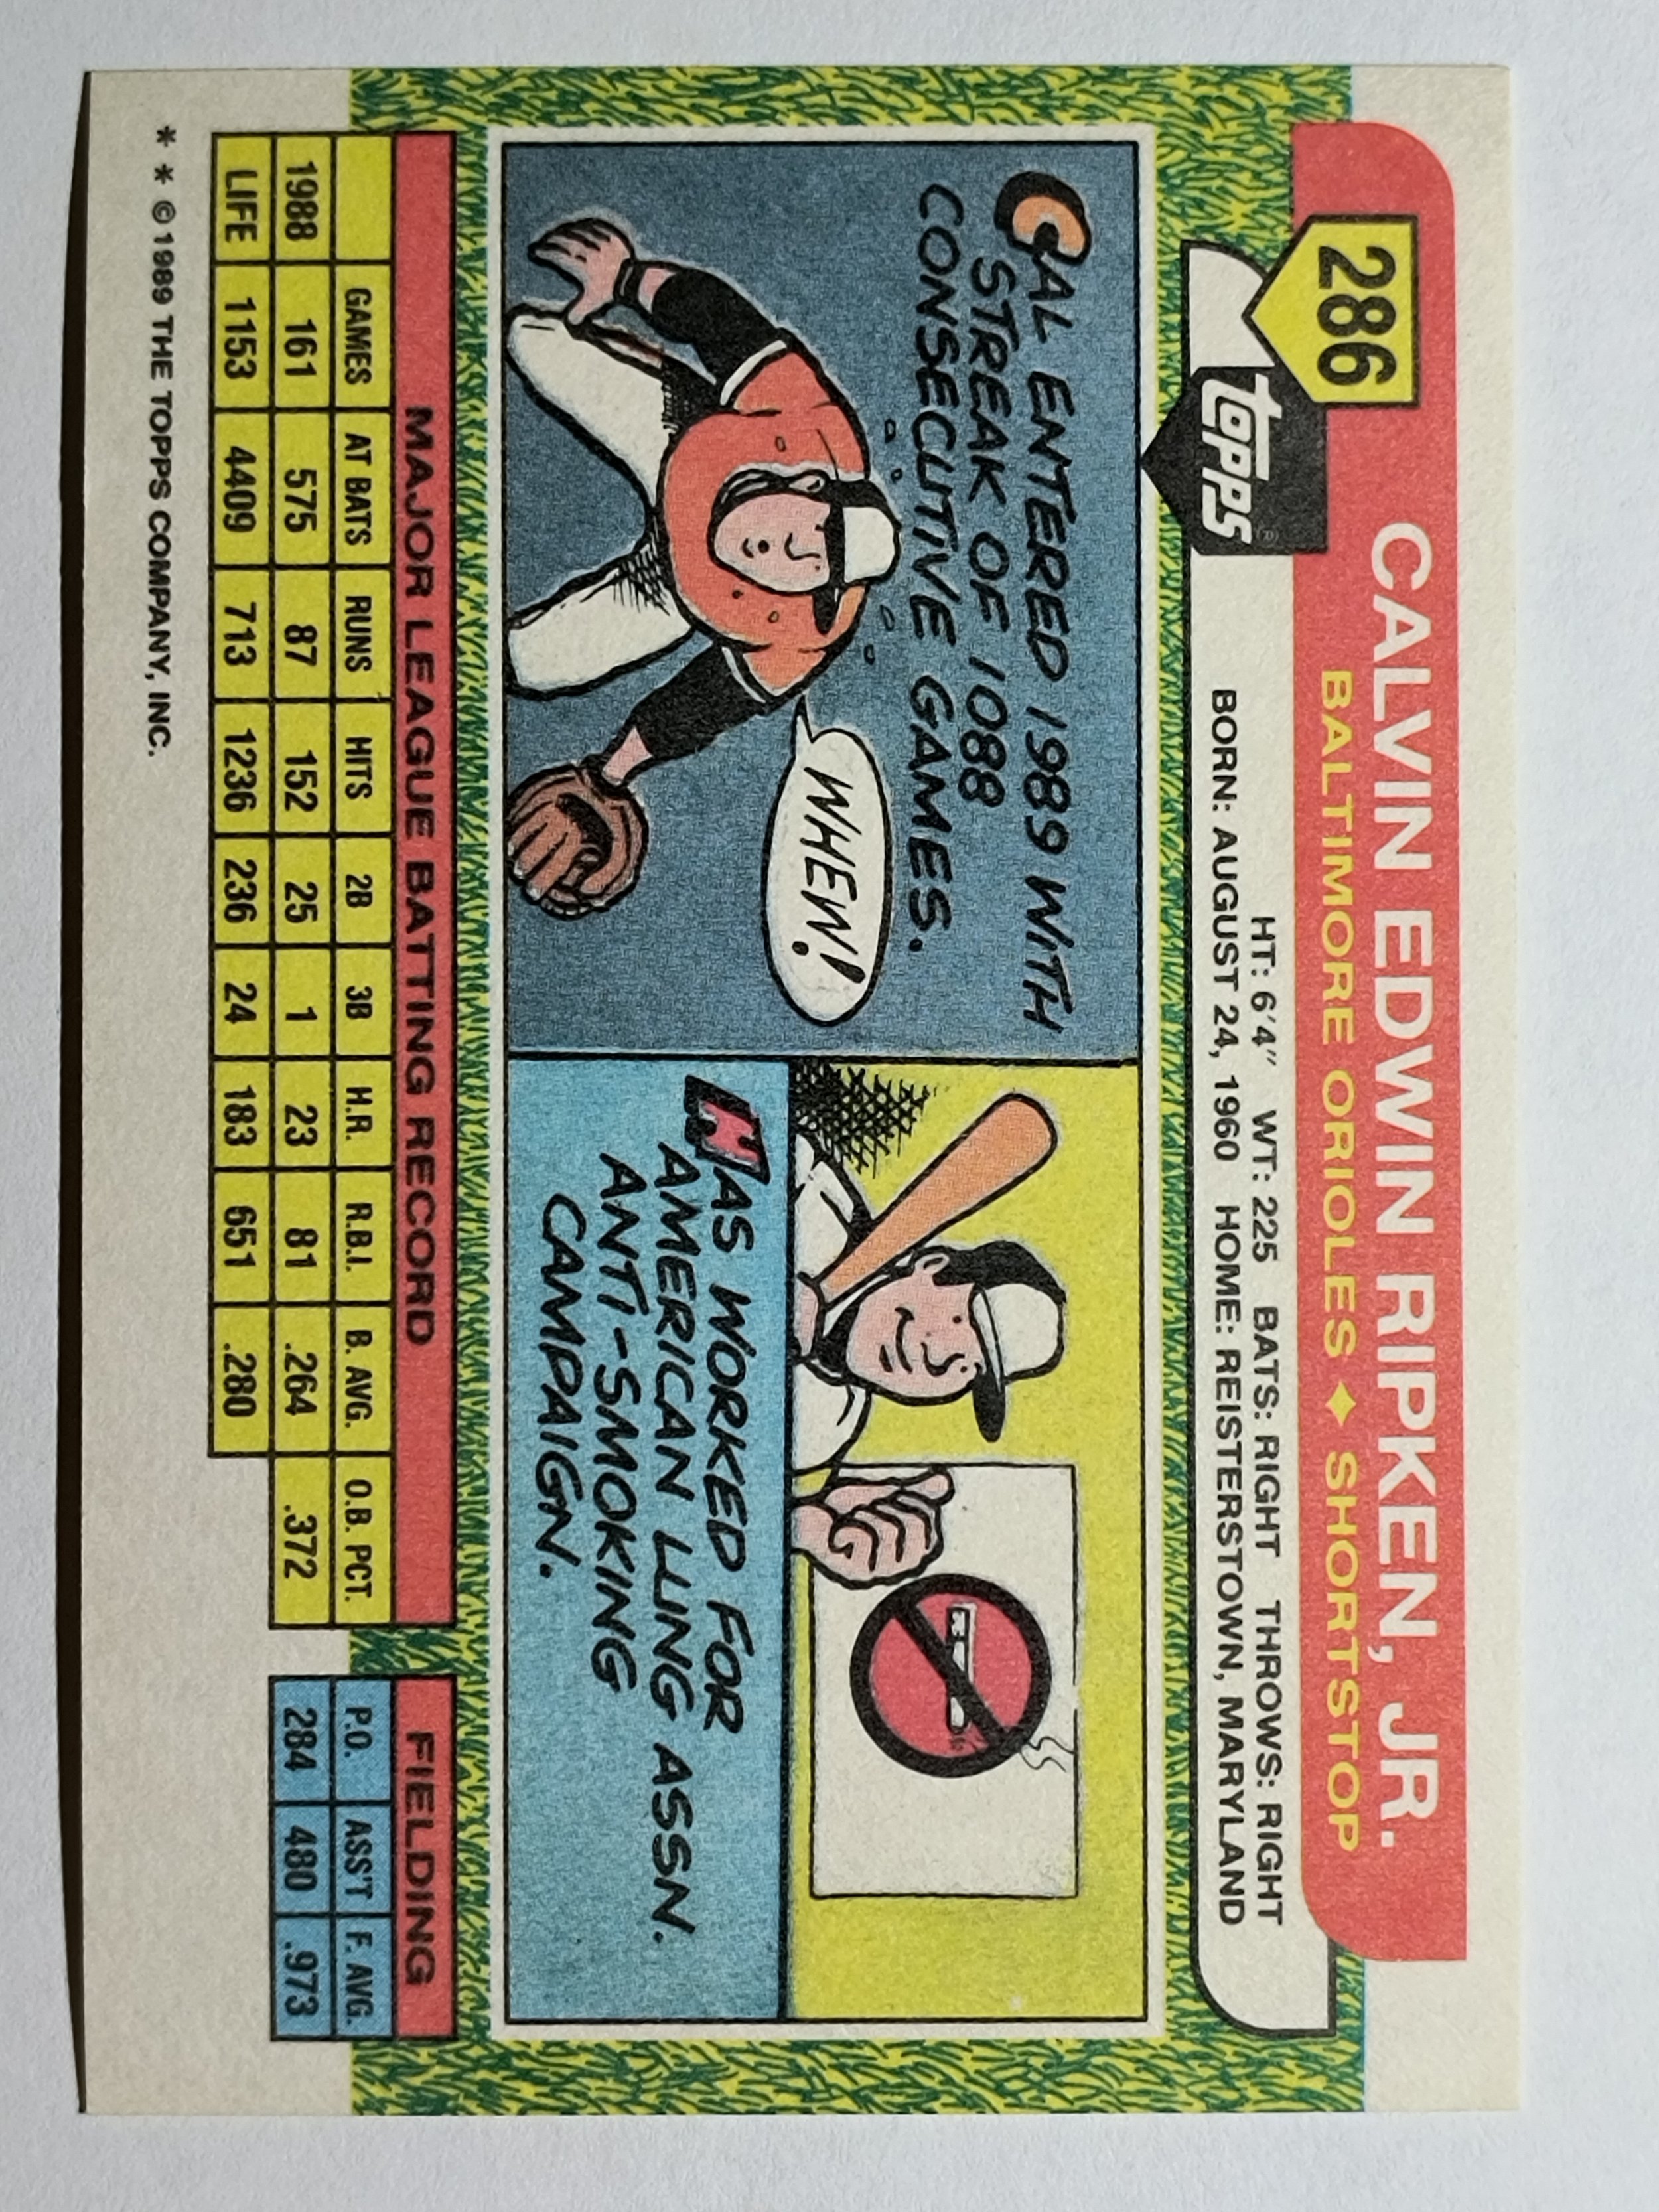 286
CALVIN EDWIN RIPKEN, JR.
BALTIMORE ORIOLES ♦ SHORTSTOP
TOPPS ®
HT: 6'4" WT: 225 BATS: RIGHT THROWS: RIGHT
BORN: AUGUST 24, 1960 HOME: REISTERSTOWN, MARYLAND
CAL ENTERED 1989 WITH
STREAK OF 1088
CONSECUTIVE GAMES.
WHEW!
HAS WORKED FOR
AMERICAN LUNG ASSN.
ANTI-SMOKING
CAMPAIGN.
MAJOR LEAGUE BATTING RECORD
GAMES AT BATS RUNS HITS 2B 3B H.R. R.B.I. B. AVG. O.B. PCT.
1988 161 575 87 152 25 1 23 81 .264 .372
LIFE 1153 4409 713 1236 236 24 183 651 .280
FIELDING
P.O. ASS'T F. AVG.
284 480 .973
* * © 1989 THE TOPPS COMPANY, INC.